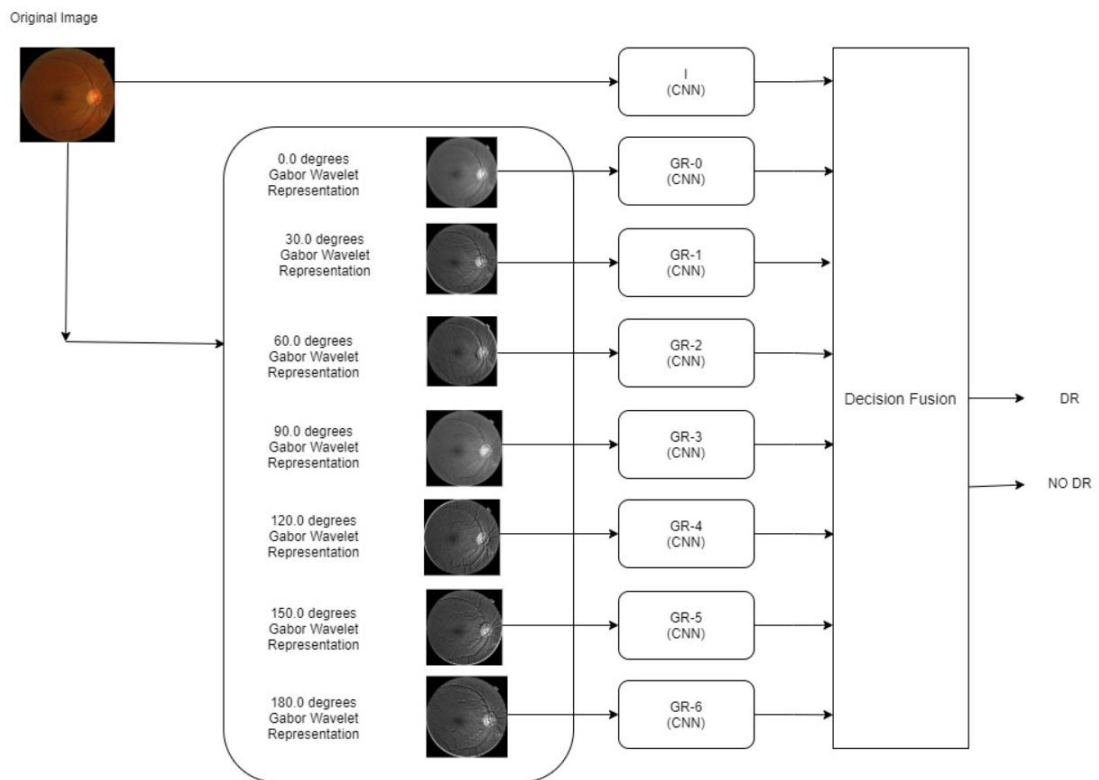 Original Image
I
(CNN)
0.0 degrees
Gabor Wavelet
Representation
GR-0
(CNN)
30.0 degrees
Gabor Wavelet
Representation
GR-1
(CNN)
60.0 degrees
Gabor Wavelet
Representation
GR-2
(CNN)
90.0 degrees
Gabor Wavelet
Representation
GR-3
(CNN)
120.0 degrees
Gabor Wavelet
Representation
GR-4
(CNN)
150.0 degrees
Gabor Wavelet
Representation
GR-5
(CNN)
180.0 degrees
Gabor Wavelet
Representation
GR-6
(CNN)
Decision Fusion
DR
NO DR